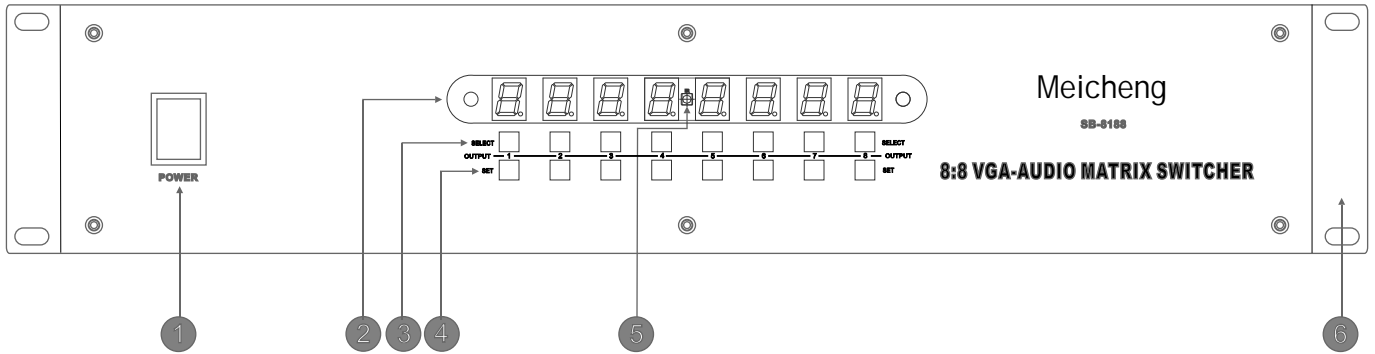 Meicheng
SB-8188
8:8 VGA-AUDIO MATRIX SWITCHER
POWER
SELECT SELECT
OUTPUT 1 2 3 4 5 6 7 8 OUTPUT
SET SET
1 2 3 4 5 6